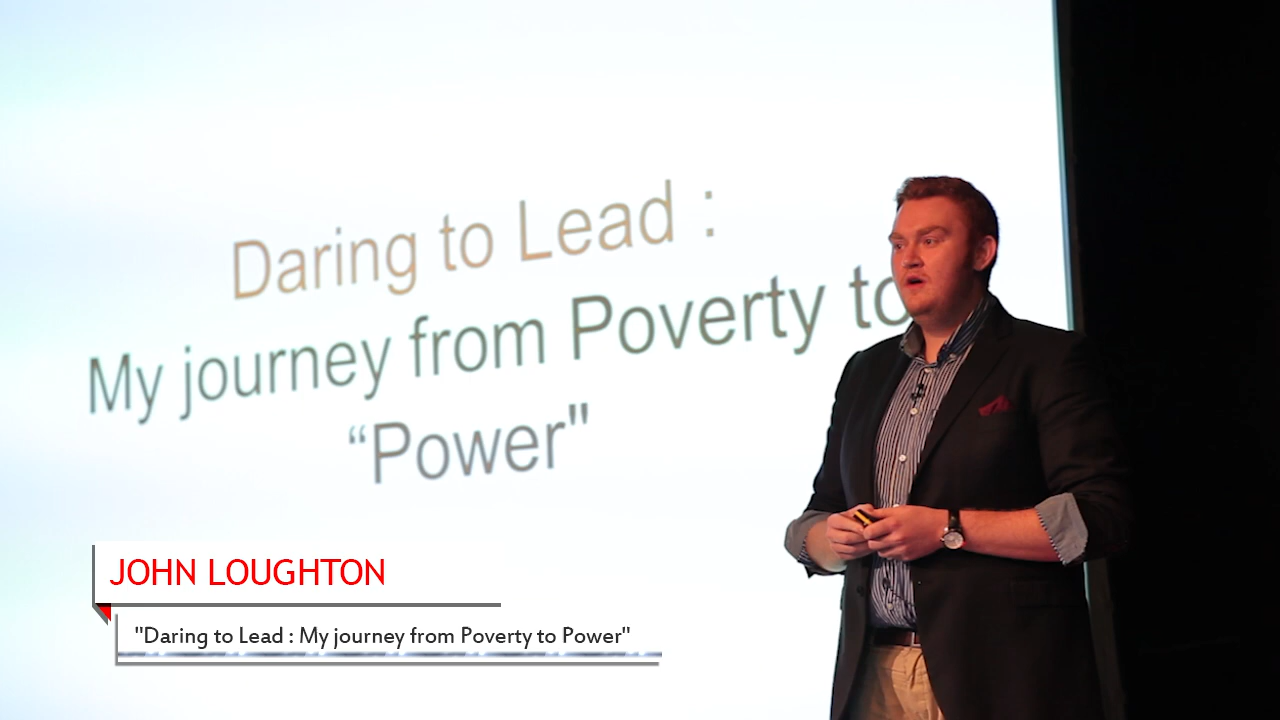 Daring to Lead :
My journey from Poverty to
“Power"
JOHN LOUGHTON
"Daring to Lead : My journey from Poverty to Power"